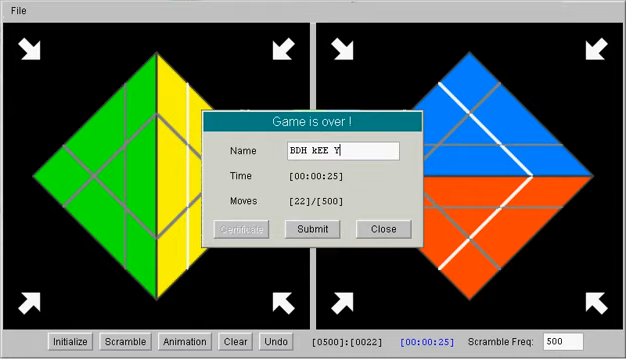 File
Game is over !
Name BDH kEE Y
Time [00:00:25]
Moves [22]/[500]
Certificate Submit Close
Initialize Scramble Animation Clear Undo [0500]:[0022] [00:00:25] Scramble Freq: 500